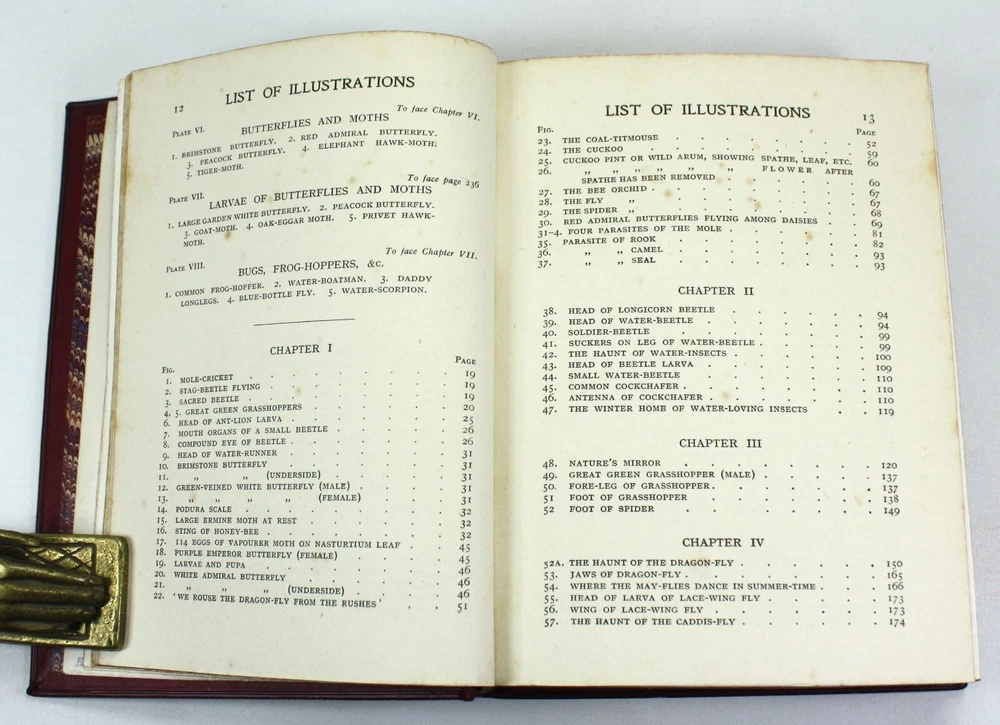 12
LIST OF ILLUSTRATIONS
To face Chapter VI.
PLATE VI. BUTTERFLIES AND MOTHS
1. BRIMSTONE BUTTERFLY. 2. RED ADMIRAL BUTTERFLY.
3. PEACOCK BUTTERFLY. 4. ELEPHANT HAWK-MOTH.
5. TIGER-MOTH.
To face page 236
PLATE VII. LARVAE OF BUTTERFLIES AND MOTHS
1. LARGE GARDEN WHITE BUTTERFLY. 2. PEACOCK BUTTERFLY.
3. GOAT-MOTH. 4. OAK-EGGAR MOTH. 5. PRIVET HAWK-
MOTH.
To face Chapter VII.
PLATE VIII. BUGS, FROG-HOPPERS, &C.
1. COMMON FROG-HOPPER. 2. WATER-BOATMAN. 3. DADDY
LONGLEGS. 4. BLUE-BOTTLE FLY. 5. WATER-SCORPION.
CHAPTER I
FIG. PAGE
1. MOLE-CRICKET . . . . . . . 19
2. STAG-BEETLE FLYING . . . . . . 19
3. SACRED BEETLE . . . . . . . 19
4, 5. GREAT GREEN GRASSHOPPERS . . . . . 20
6. HEAD OF ANT-LION LARVA . . . . . 25
7. MOUTH ORGANS OF A SMALL BEETLE . . . . 26
8. COMPOUND EYE OF BEETLE . . . . . . 26
9. HEAD OF WATER-RUNNER . . . . . . 31
10. BRIMSTONE BUTTERFLY . . . . . . 31
11. „ „ (UNDERSIDE) . . . . 31
12. GREEN-VEINED WHITE BUTTERFLY (MALE) . . . . 31
13. „ „ „ „ (FEMALE) . . . 31
14. PODURA SCALE . . . . . . . 32
15. LARGE ERMINE MOTH AT REST . . . . . 32
16. STING OF HONEY-BEE . . . . . . . 32
17. 114 EGGS OF VAPOURER MOTH ON NASTURTIUM LEAF . . 45
18. PURPLE EMPEROR BUTTERFLY (FEMALE) . . . . 45
19. LARVAE AND PUPA . . . . . . . 46
20. WHITE ADMIRAL BUTTERFLY . . . . . 46
21. „ „ „ (UNDERSIDE) . . . 46
22. 'WE ROUSE THE DRAGON-FLY FROM THE RUSHES' . . 51
LIST OF ILLUSTRATIONS
13
FIG. PAGE
23. THE COAL-TITMOUSE . . . . . . . 52
24. THE CUCKOO . . . . . . . 59
25. CUCKOO PINT OR WILD ARUM, SHOWING SPATHE, LEAF, ETC. 60
26. „ „ „ „ „ „ FLOWER AFTER
SPATHE HAS BEEN REMOVED . . . . . 60
27. THE BEE ORCHID . . . . . . . 67
28. THE FLY „ . . . . . . . 67
29. THE SPIDER „ . . . . . . . 68
30. RED ADMIRAL BUTTERFLIES FLYING AMONG DAISIES . . 69
31-4. FOUR PARASITES OF THE MOLE . . . . . 81
35. PARASITE OF ROOK . . . . . . . 82
36. „ „ CAMEL . . . . . . . 93
37. „ „ SEAL . . . . . . . 93
CHAPTER II
38. HEAD OF LONGICORN BEETLE . . . . . 94
39. HEAD OF WATER-BEETLE . . . . . . 94
40. SOLDIER-BEETLE . . . . . . . 99
41. SUCKERS ON LEG OF WATER-BEETLE . . . . . 99
42. THE HAUNT OF WATER-INSECTS . . . . . 100
43. HEAD OF BEETLE LARVA . . . . . . 109
44. SMALL WATER-BEETLE . . . . . . 110
45. COMMON COCKCHAFER . . . . . . . 110
46. ANTENNA OF COCKCHAFER . . . . . . 110
47. THE WINTER HOME OF WATER-LOVING INSECTS . . 119
CHAPTER III
48. NATURE'S MIRROR . . . . . . 120
49. GREAT GREEN GRASSHOPPER (MALE) . . . . . 137
50. FORE-LEG OF GRASSHOPPER . . . . . . 137
51 FOOT OF GRASSHOPPER . . . . . . 138
52 FOOT OF SPIDER . . . . . . 149
CHAPTER IV
52A. THE HAUNT OF THE DRAGON-FLY . . . . . 150
53. JAWS OF DRAGON-FLY . . . . . . . 165
54. WHERE THE MAY-FLIES DANCE IN SUMMER-TIME . . . 166
55. HEAD OF LARVA OF LACE-WING FLY . . . . 173
56. WING OF LACE-WING FLY . . . . . . 173
57. THE HAUNT OF THE CADDIS-FLY . . . . . 174